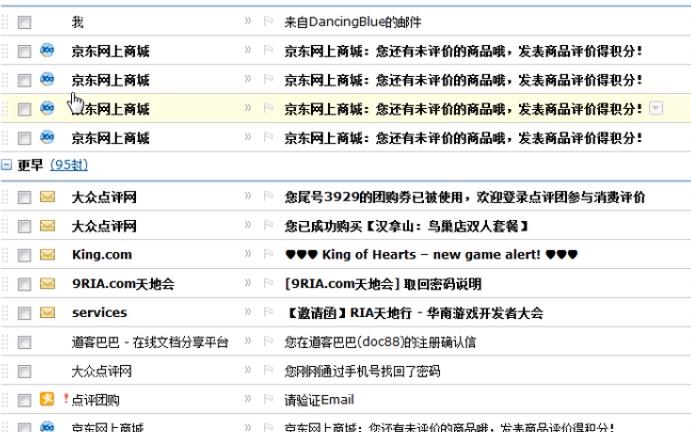 我 » 来自DancingBlue的邮件
360 京东网上商城 » 京东网上商城：您还有未评价的商品哦，发表商品评价得积分！
360 京东网上商城 » 京东网上商城：您还有未评价的商品哦，发表商品评价得积分！
360 京东网上商城 » 京东网上商城：您还有未评价的商品哦，发表商品评价得积分！
360 京东网上商城 » 京东网上商城：您还有未评价的商品哦，发表商品评价得积分！
更早 (95封)
大众点评网 » 您尾号3929的团购券已被使用，欢迎登录点评团参与消费评价
大众点评网 » 您已成功购买【汉拿山：鸟巢店双人套餐】
King.com » ♥♥♥ King of Hearts – new game alert! ♥♥♥
9RIA.com天地会 » [9RIA.com天地会] 取回密码说明
services » 【邀请函】RIA天地行 - 华南游戏开发者大会
道客巴巴 - 在线文档分享平台 » 您在道客巴巴(doc88)的注册确认信
大众点评网 » 您刚刚通过手机号找回了密码
! 点评团购 » 请验证Email
360 京东网上商城 » 京东网上商城：您还有未评价的商品哦，发表商品评价得积分！